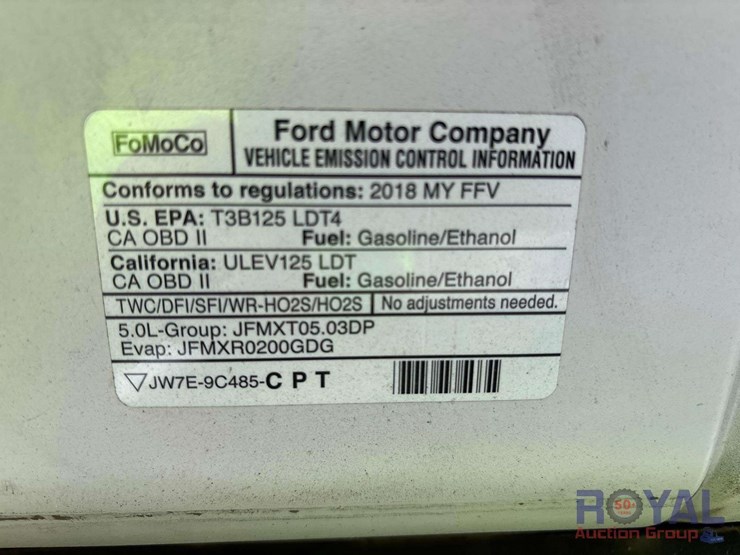 FoMoCo
Ford Motor Company
VEHICLE EMISSION CONTROL INFORMATION
Conforms to regulations: 2018 MY FFV
U.S. EPA: T3B125 LDT4
CA OBD II Fuel: Gasoline/Ethanol
California: ULEV125 LDT
CA OBD II Fuel: Gasoline/Ethanol
TWC/DFI/SFI/WR-HO2S/HO2S No adjustments needed.
5.0L-Group: JFMXT05.03DP
Evap: JFMXR0200GDG
JW7E-9C485-C P T
ROYAL
50
Auction Group